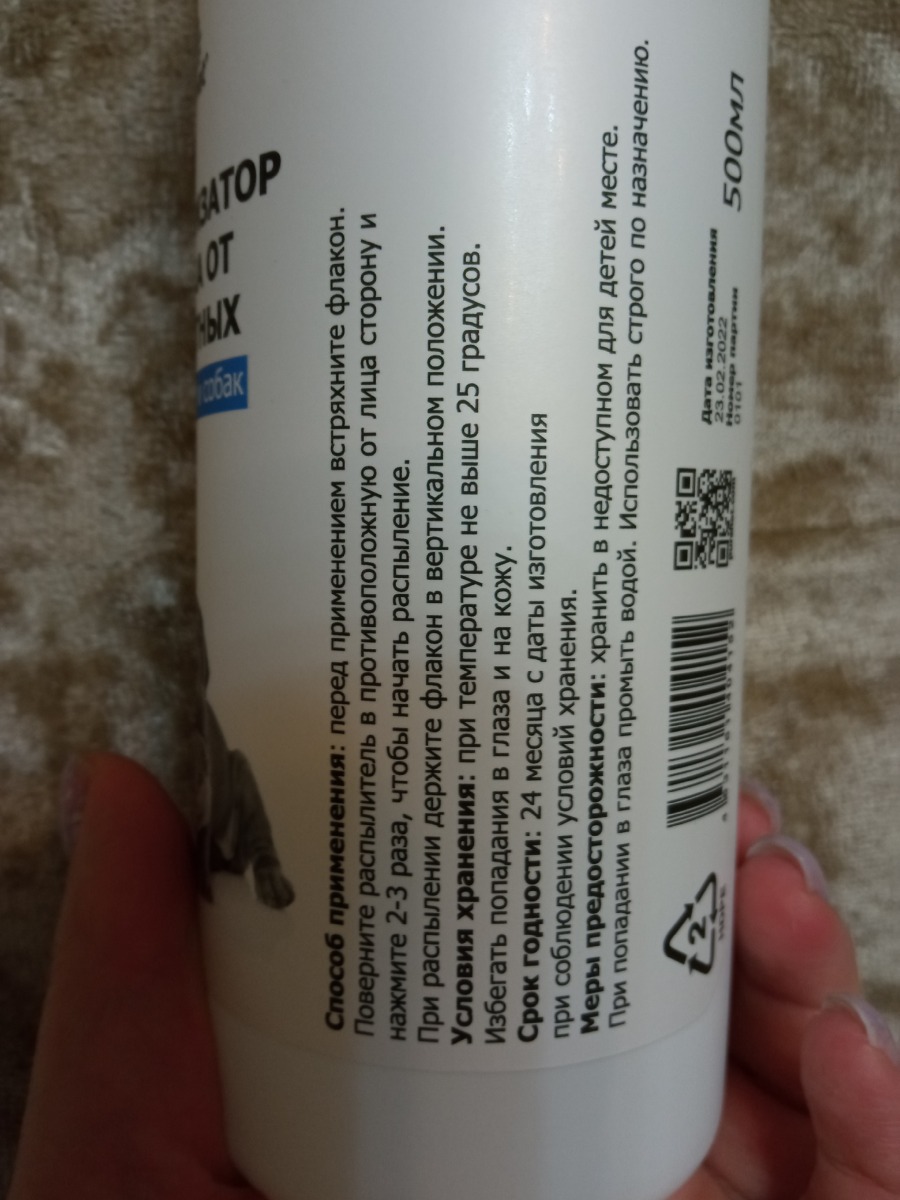 ОТ
собак
Способ применения: перед применением встряхните флакон.
Поверните распылитель в противоположную от лица сторону и
нажмите 2-3 раза, чтобы начать распыление.
При распылении держите флакон в вертикальном положении.
Условия хранения: при температуре не выше 25 градусов.
Избегать попадания в глаза и на кожу.
Срок годности: 24 месяца с даты изготовления
при соблюдении условий хранения.
Меры предосторожности: хранить в недоступном для детей месте.
При попадании в глаза промыть водой. Использовать строго по назначению.
2
HDPE
Дата изготовления
23.02.2022
Номер партии
0101
500мл